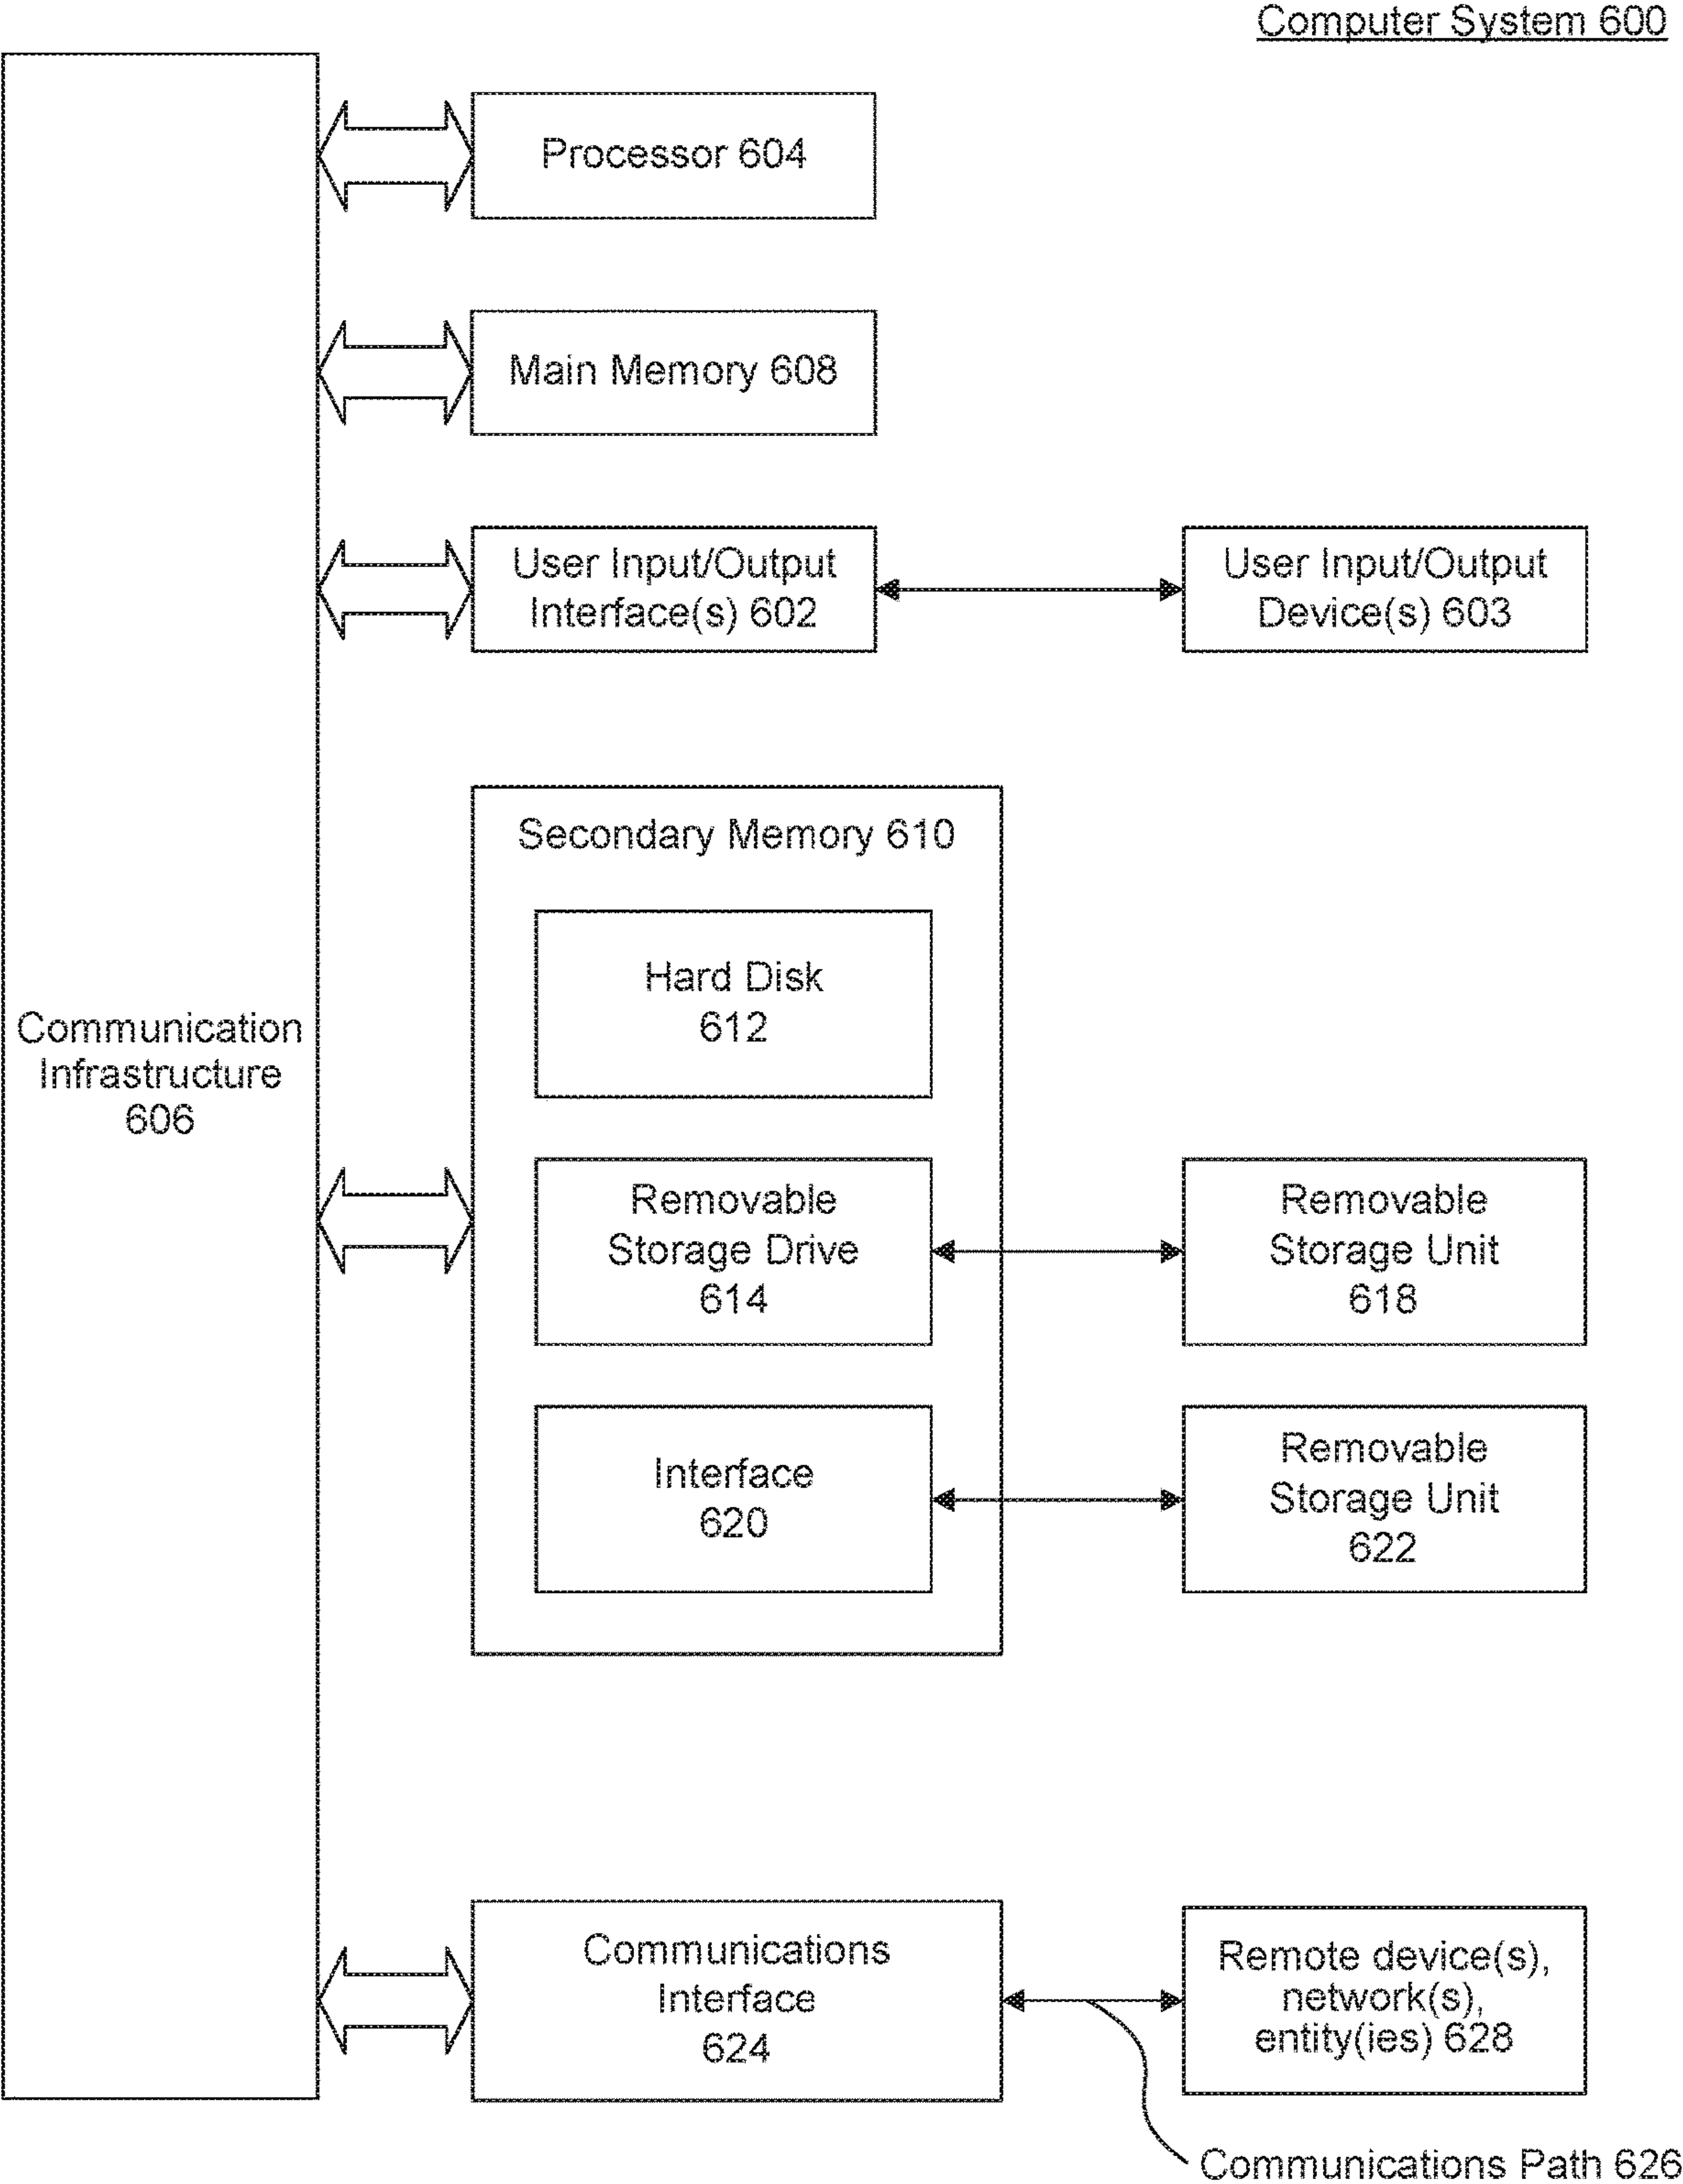 Computer System 600
Processor 604
Main Memory 608
User Input/Output
Interface(s) 602
User Input/Output
Device(s) 603
Secondary Memory 610
Hard Disk
612
Communication
Infrastructure
606
Removable
Storage Drive
614
Removable
Storage Unit
618
Interface
620
Removable
Storage Unit
622
Communications
Interface
624
Remote device(s),
network(s),
entity(ies) 628
Communications Path 626